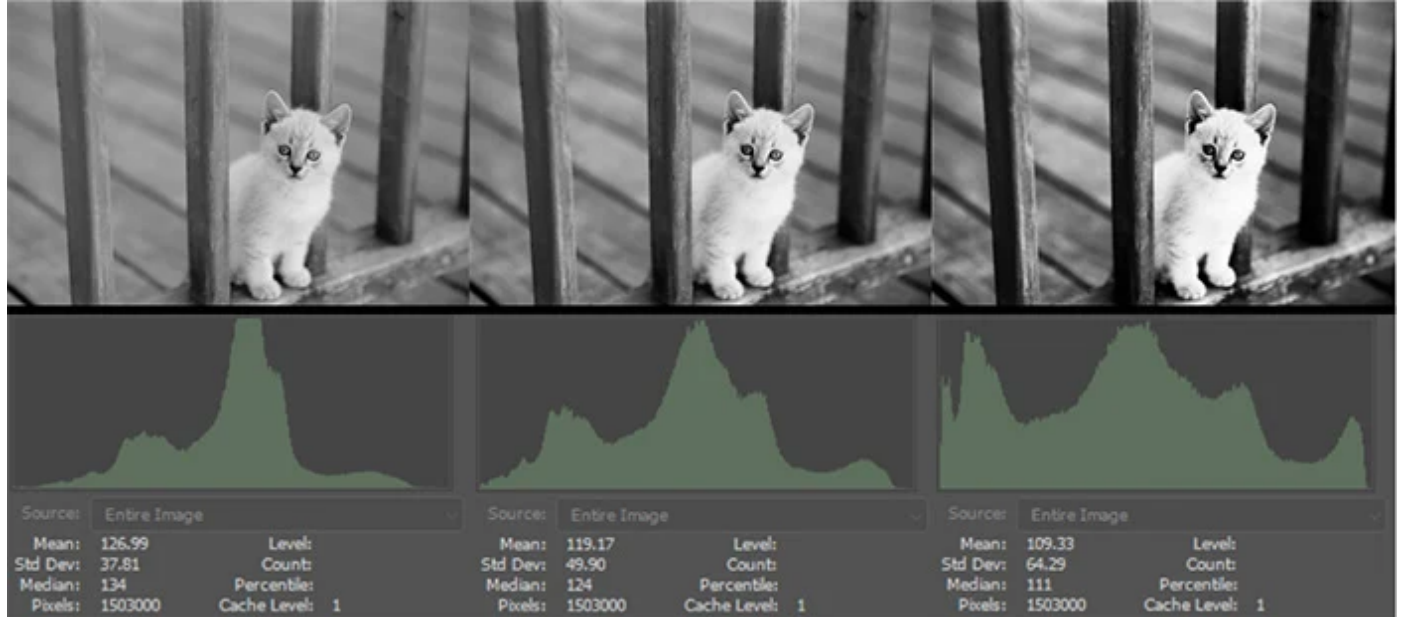 Source: Entire Image
Mean: 126.99 Level:
Std Dev: 37.81 Count:
Median: 134 Percentile:
Pixels: 1503000 Cache Level: 1
Source: Entire Image
Mean: 119.17 Level:
Std Dev: 49.90 Count:
Median: 124 Percentile:
Pixels: 1503000 Cache Level: 1
Source: Entire Image
Mean: 109.33 Level:
Std Dev: 64.29 Count:
Median: 111 Percentile:
Pixels: 1503000 Cache Level: 1